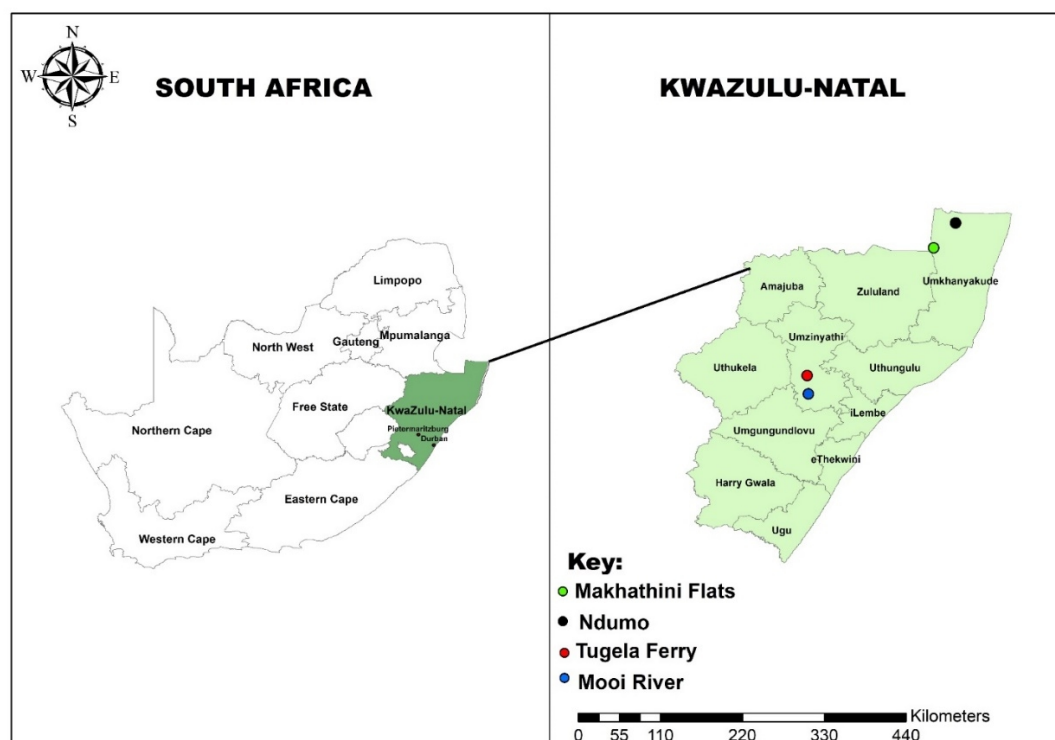 N
W E
S
SOUTH AFRICA
Limpopo
Mpumalanga
Gauteng
North West
Free State
KwaZulu-Natal
Pietermaritzburg
Durban
Northern Cape
Eastern Cape
Western Cape
KWAZULU-NATAL
Umkhanyakude
Zululand
Amajuba
Umzinyathi
Uthukela
Uthungulu
iLembe
Umgungundlovu
eThekwini
Harry Gwala
Ugu
Key:
Makhathini Flats
Ndumo
Tugela Ferry
Mooi River
Kilometers
0 55 110 220 330 440